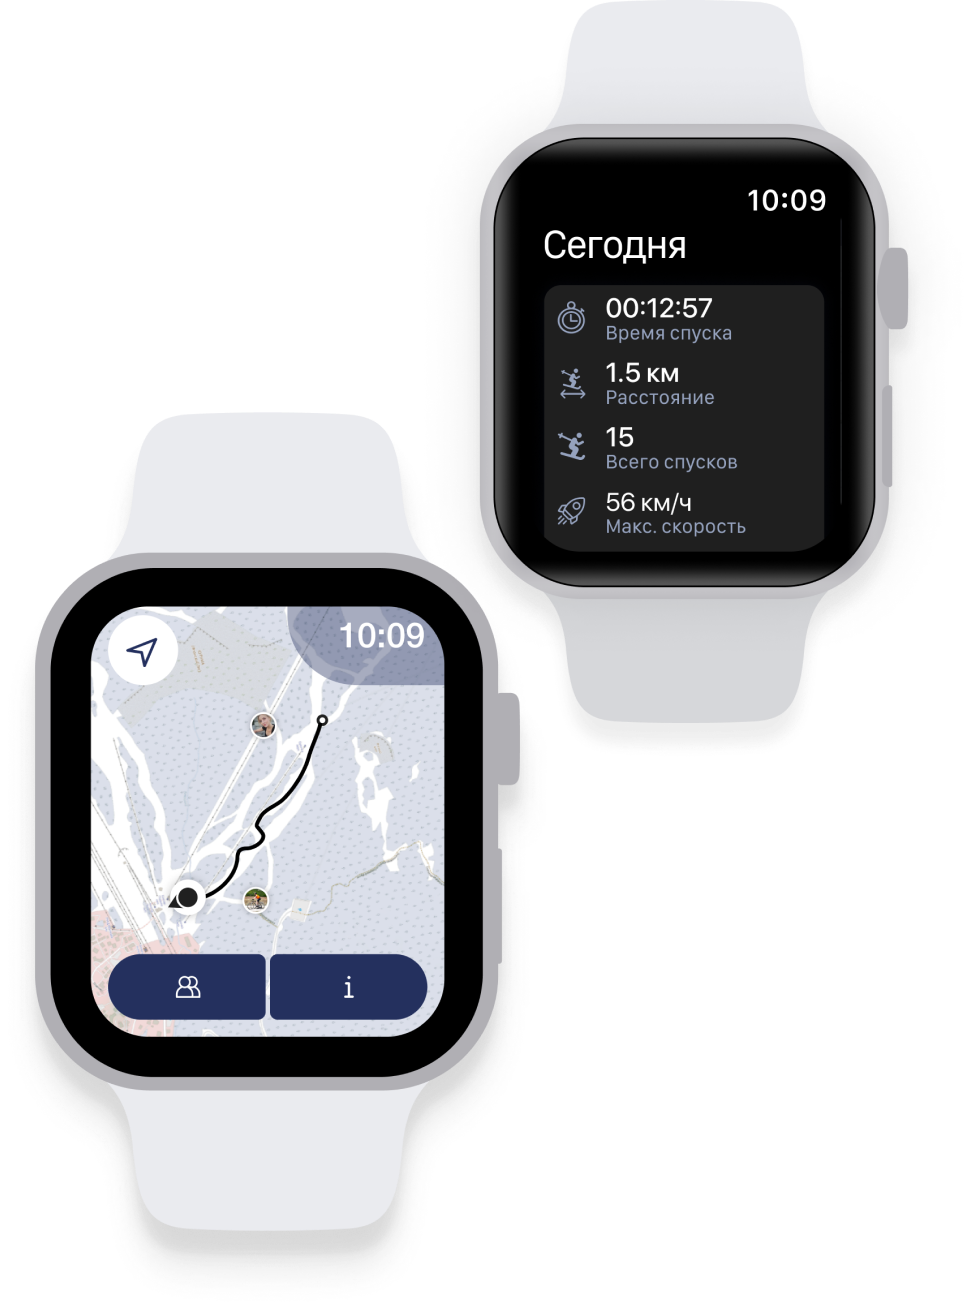 10:09
Сегодня
00:12:57
Время спуска
1.5 км
Расстояние
15
Всего спусков
56 км/ч
Макс. скорость
10:09
i